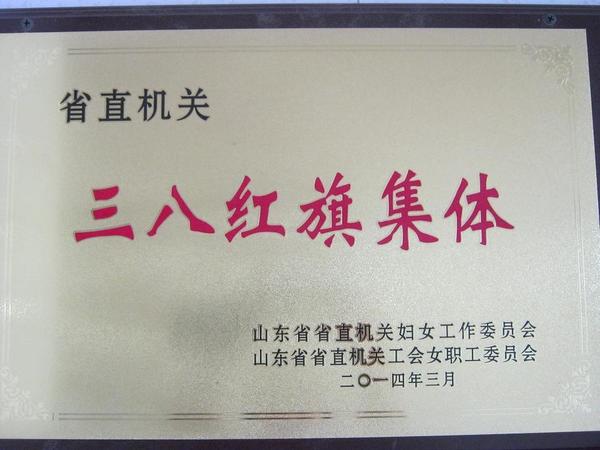 省直机关
三八红旗集体
山东省省直机关妇女工作委员会
山东省省直机关工会女职工委员会
二〇一四年三月